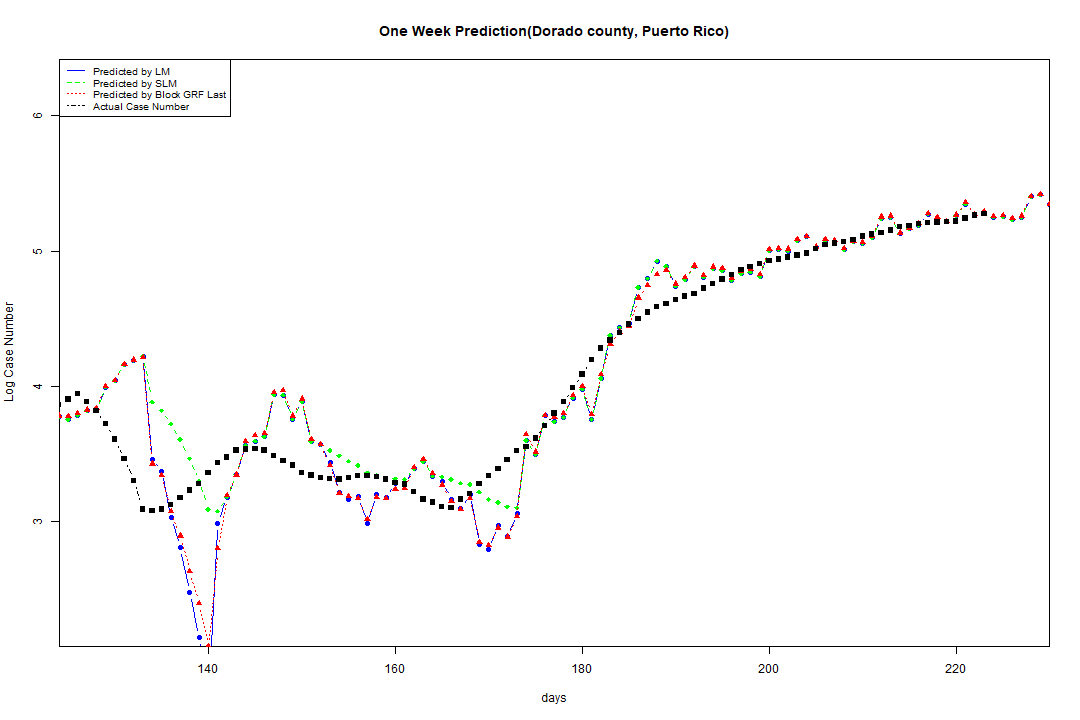 One Week Prediction(Dorado county, Puerto Rico)
Predicted by LM
Predicted by SLM
Predicted by Block GRF Last
Actual Case Number
6
5
4
3
Log Case Number
140 160 180 200 220
days